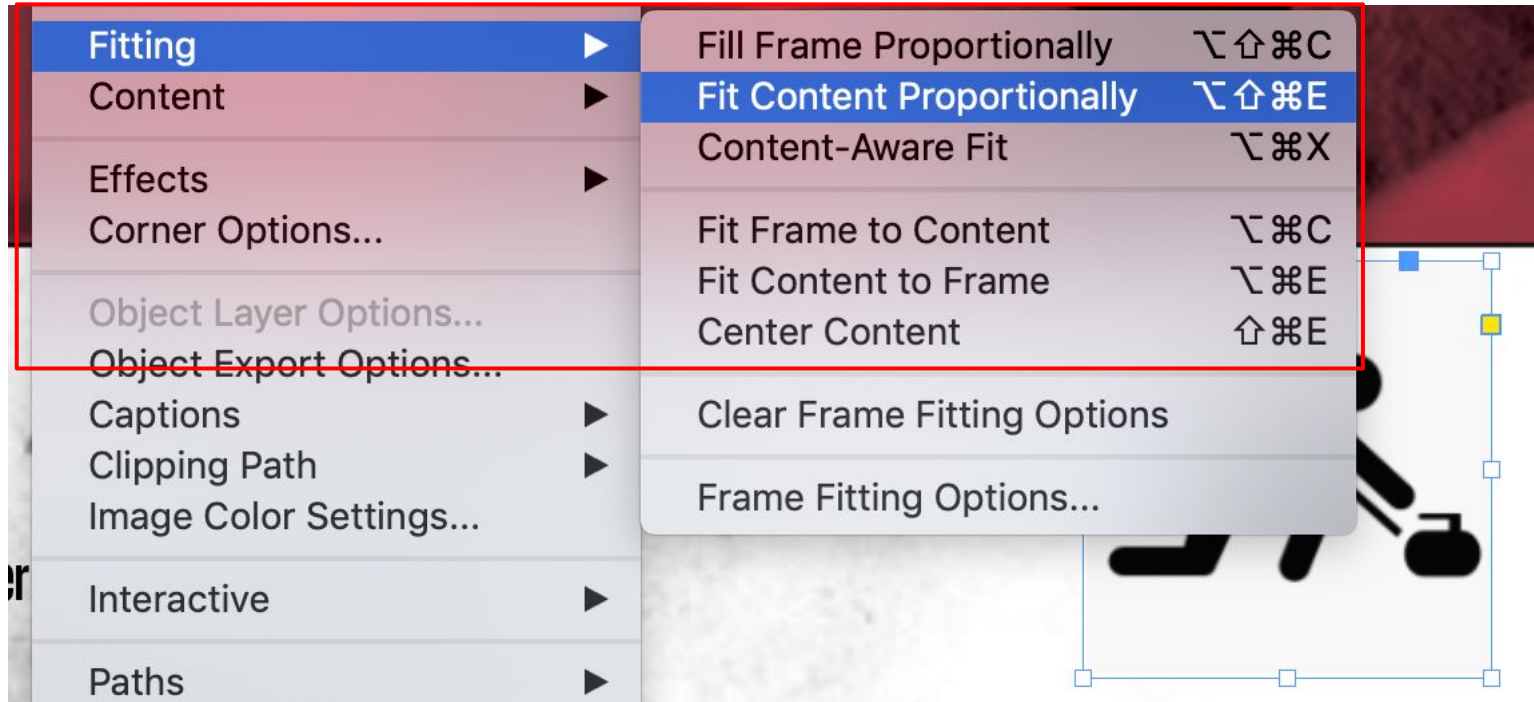 Fitting ▶
Content ▶
Effects ▶
Corner Options...
Object Layer Options...
Object Export Options...
Captions ▶
Clipping Path ▶
Image Color Settings...
Interactive ▶
Paths ▶
Fill Frame Proportionally ⌥⇧⌘C
Fit Content Proportionally ⌥⇧⌘E
Content-Aware Fit ⌥⌘X
Fit Frame to Content ⌥⌘C
Fit Content to Frame ⌥⌘E
Center Content ⇧⌘E
Clear Frame Fitting Options
Frame Fitting Options...